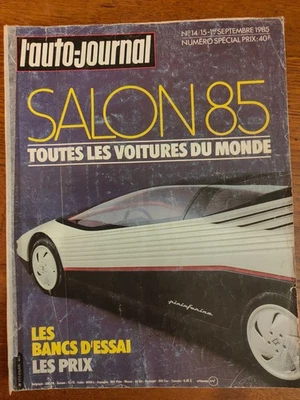 l'auto-journal
N° 14/15 - 1er SEPTEMBRE 1985
NUMÉRO SPÉCIAL PRIX: 40F
SALON 85
TOUTES LES VOITURES DU MONDE
pininfarina
LES
BANCS D'ESSAI
LES PRIX